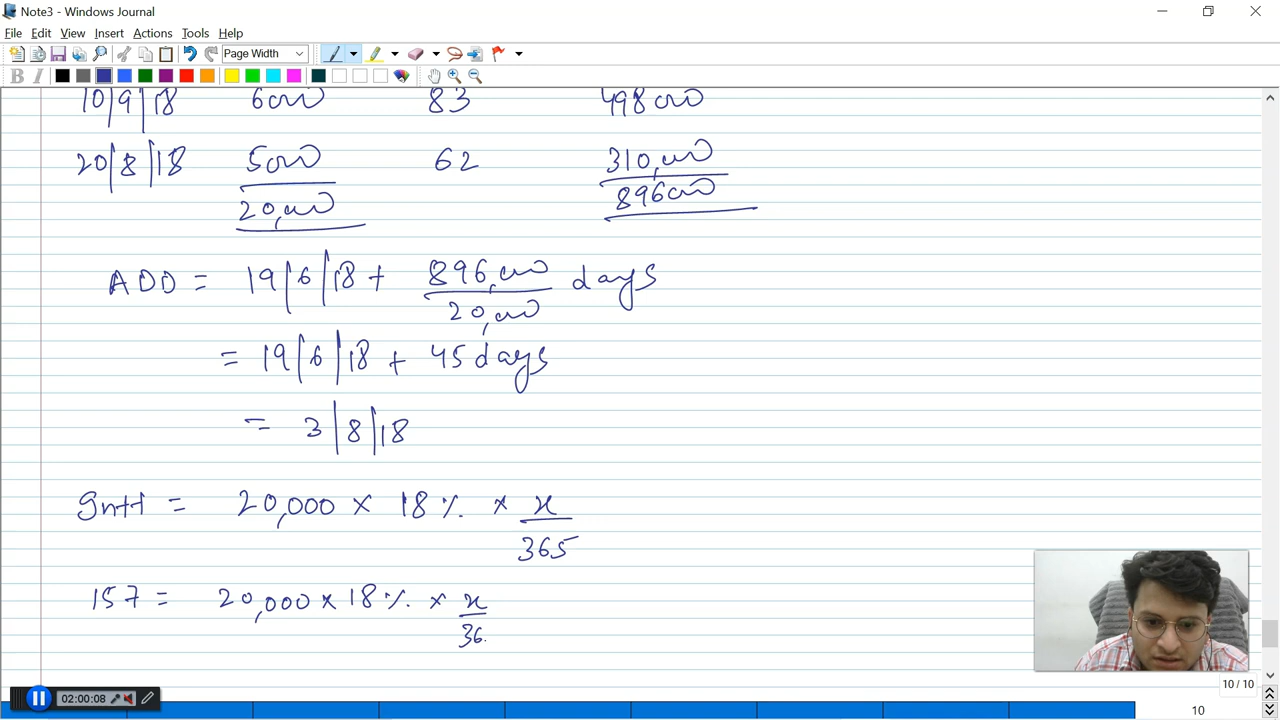 Note3 - Windows Journal
File Edit View Insert Actions Tools Help
Page Width
B I
10|9|18 6000 83 498000
20|8|18 5000 62 310,000
20,000 896000
ADD = 19|6|18 + 896,000 / 20,000 days
= 19|6|18 + 45 days
= 3|8|18
= 20,000 × 18 % × x / 365
157 = 20,000 × 18 % × x / 36
02:00:08
10 / 10
10